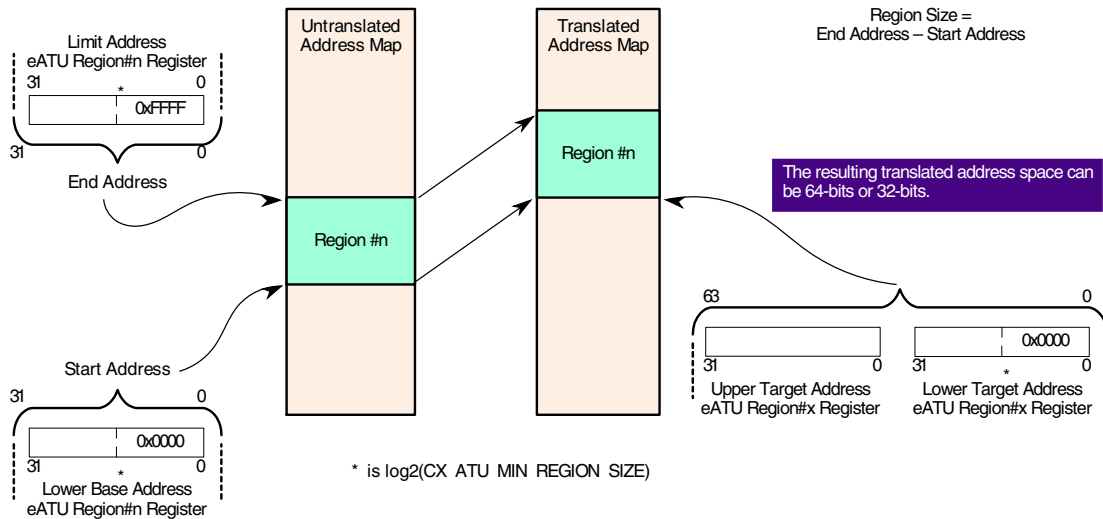 Untranslated
Address Map
Translated
Address Map
Region Size =
End Address – Start Address
Limit Address
eATU Region#n Register
31 * 0
0xFFFF
31 0
End Address
Region #n
Region #n
The resulting translated address space can
be 64-bits or 32-bits.
63 0
0x0000
31 0 31 * 0
Upper Target Address
eATU Region#x Register
Lower Target Address
eATU Region#x Register
Start Address
31 0
0x0000
31 * 0
Lower Base Address
eATU Region#n Register
* is log2(CX ATU MIN REGION SIZE)